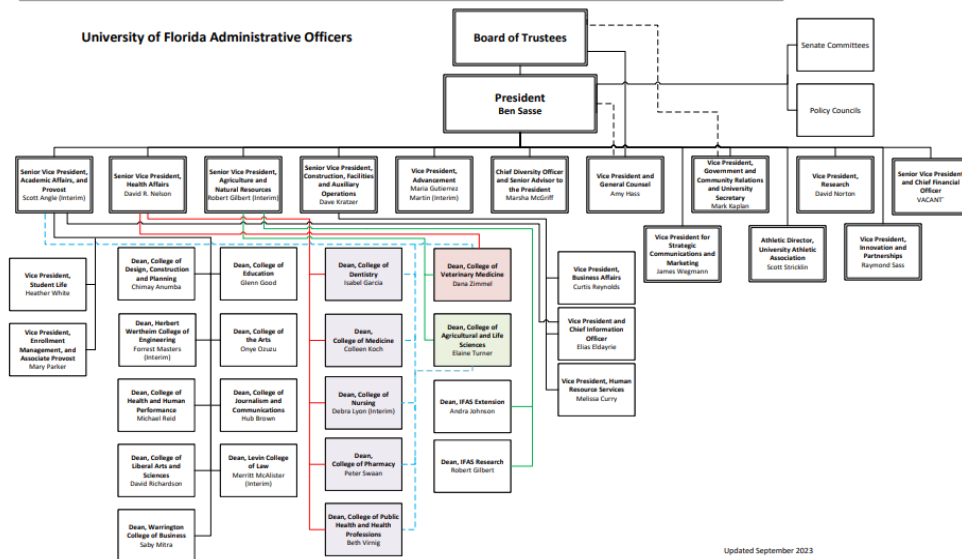 University of Florida Administrative Officers
Board of Trustees
Senate Committees
President
Ben Sasse
Policy Councils
Senior Vice President,
Academic Affairs, and
Provost
Scott Angle (Interim)
Senior Vice President,
Health Affairs
David R. Nelson
Senior Vice President,
Agriculture and
Natural Resources
Robert Gilbert (Interim)
Senior Vice President,
Construction, Facilities
and Auxiliary
Operations
Dave Kratzer
Vice President,
Advancement
Maria Gutierrez
Martin (Interim)
Chief Diversity Officer
and Senior Advisor to
the President
Marsha McGriff
Vice President and
General Counsel
Amy Hass
Vice President,
Government and
Community Relations
and University
Secretary
Mark Kaplan
Vice President,
Research
David Norton
Senior Vice President
and Chief Financial
Officer
VACANT
Vice President for
Strategic
Communications and
Marketing
James Wegmann
Athletic Director,
University Athletic
Association
Scott Stricklin
Vice President,
Innovation and
Partnerships
Raymond Sass
Vice President,
Student Life
Heather White
Vice President,
Enrollment
Management, and
Associate Provost
Mary Parker
Dean, College of
Design, Construction
and Planning
Chimay Anumba
Dean, Herbert
Wertheim College of
Engineering
Forrest Masters
(Interim)
Dean, College of
Health and Human
Performance
Michael Reid
Dean, College of
Liberal Arts and
Sciences
David Richardson
Dean, Warrington
College of Business
Saby Mitra
Dean, College of
Education
Glenn Good
Dean, College of
the Arts
Onye Ozuzu
Dean, College of
Journalism and
Communications
Hub Brown
Dean, Levin College
of Law
Merritt McAlister
(Interim)
Dean, College of
Dentistry
Isabel Garcia
Dean,
College of Medicine
Colleen Koch
Dean, College of
Nursing
Debra Lyon (Interim)
Dean,
College of Pharmacy
Peter Swaan
Dean, College of Public
Health and Health
Professions
Beth Virnig
Dean, College of
Veterinary Medicine
Dana Zimmel
Dean, College of
Agricultural and Life
Sciences
Elaine Turner
Dean, IFAS Extension
Andra Johnson
Dean, IFAS Research
Robert Gilbert
Vice President,
Business Affairs
Curtis Reynolds
Vice President and
Chief Information
Officer
Elias Eldayrie
Vice President, Human
Resource Services
Melissa Curry
Updated September 2023